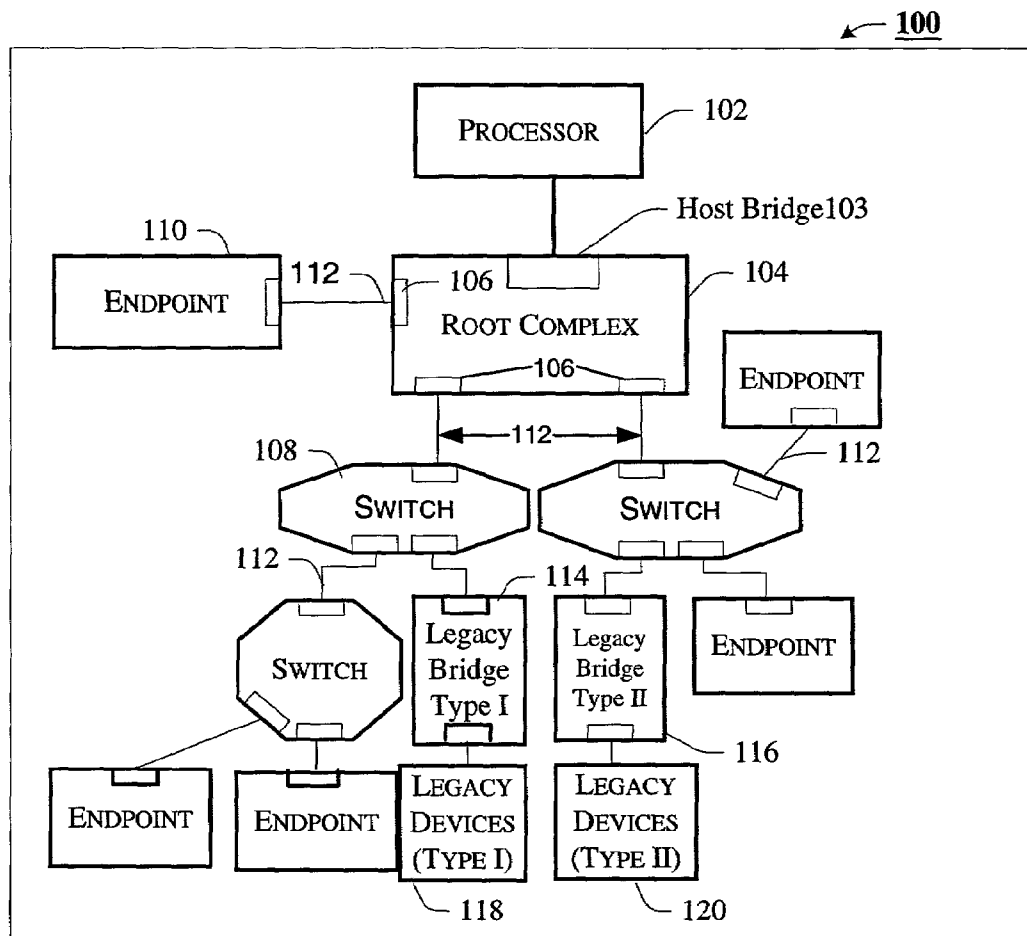 100
PROCESSOR
102
Host Bridge103
110
ENDPOINT
112
106
104
ROOT COMPLEX
106
ENDPOINT
112
112
108
SWITCH
SWITCH
112
114
Legacy
Bridge
Type I
Legacy
Bridge
Type II
ENDPOINT
SWITCH
116
ENDPOINT
ENDPOINT
LEGACY
DEVICES
(TYPE I)
LEGACY
DEVICES
(TYPE II)
118
120